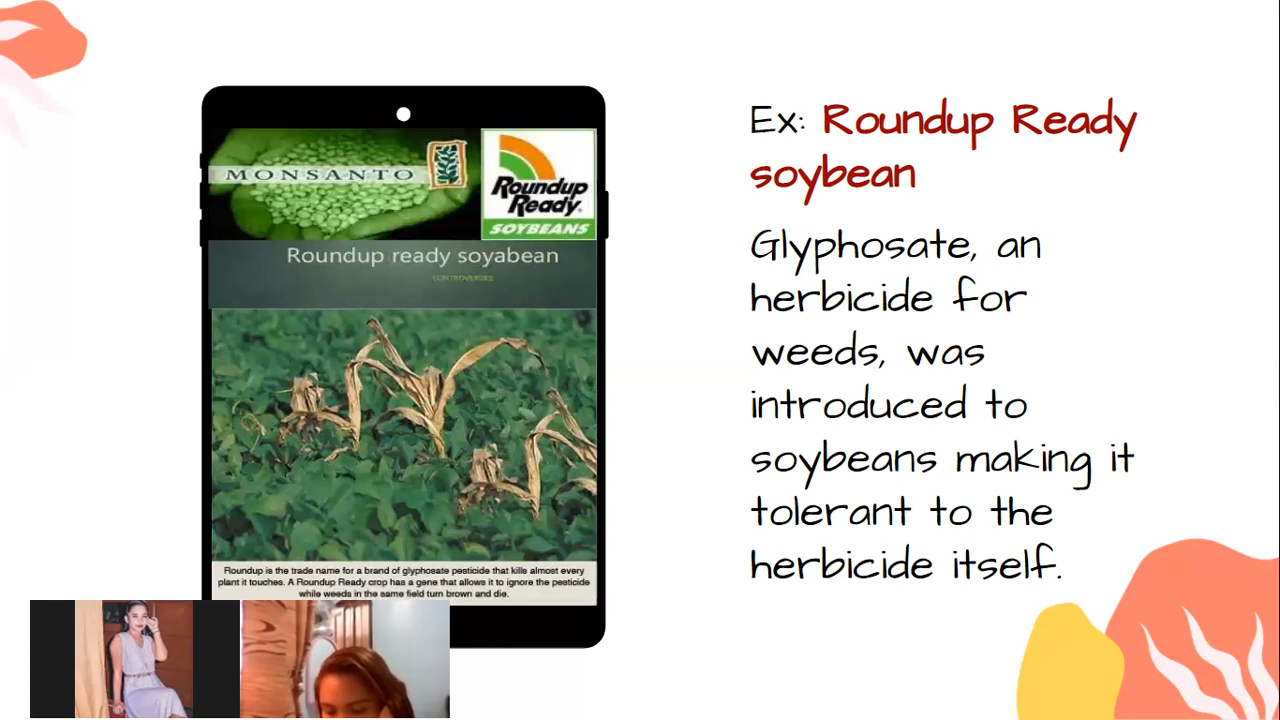 MONSANTO
Roundup
Ready
SOYBEANS
Roundup ready soyabean
CONTROVERSIES
Roundup is the trade name for a brand of glyphosate pesticide that kills almost every
plant it touches. A Roundup Ready crop has a gene that allows it to ignore the pesticide
while weeds in the same field turn brown and die.
Ex: Roundup Ready
soybean
Glyphosate, an
herbicide for
weeds, was
introduced to
soybeans making it
tolerant to the
herbicide itself.